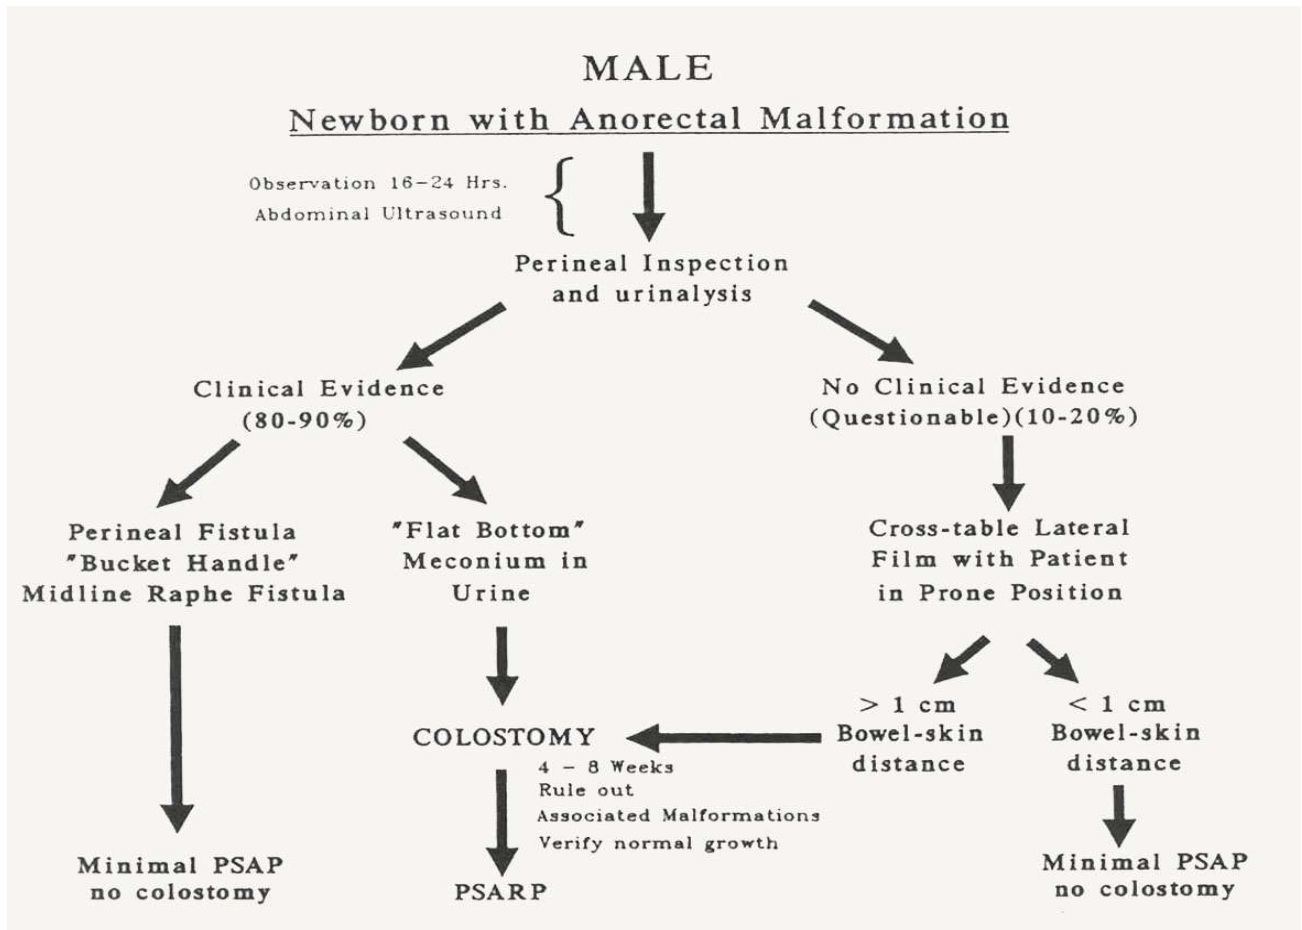 MALE
Newborn with Anorectal Malformation
Observation 16-24 Hrs.
Abdominal Ultrasound
Perineal Inspection
and urinalysis
Clinical Evidence
(80-90%)
No Clinical Evidence
(Questionable)(10-20%)
Perineal Fistula
"Bucket Handle"
Midline Raphe Fistula
"Flat Bottom"
Meconium in
Urine
Cross-table Lateral
Film with Patient
in Prone Position
> 1 cm
Bowel-skin
distance
< 1 cm
Bowel-skin
distance
COLOSTOMY
4 - 8 Weeks
Rule out
Associated Malformations
Verify normal growth
Minimal PSAP
no colostomy
PSARP
Minimal PSAP
no colostomy